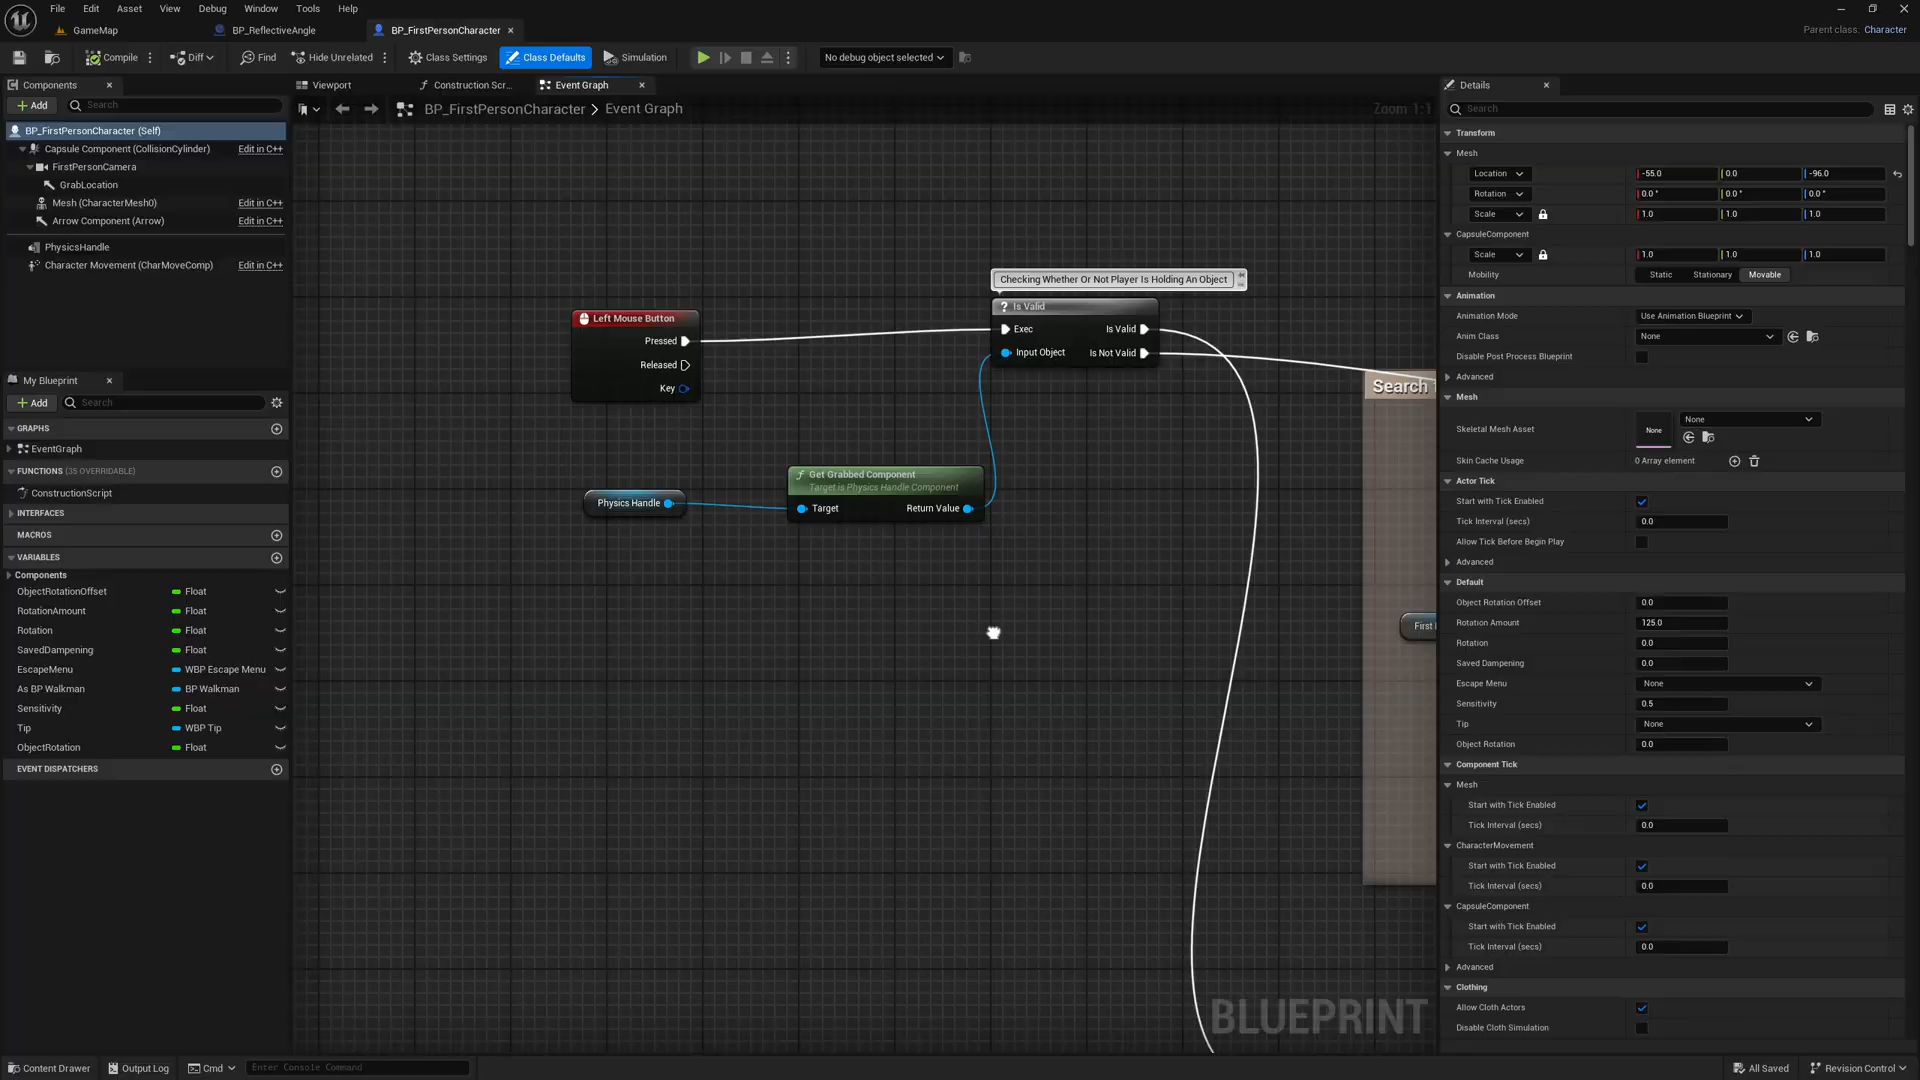 File Edit Asset View Debug Window Tools Help
GameMap BP_ReflectiveAngle BP_FirstPersonCharacter
Parent class: Character
Compile Diff Find Hide Unrelated Class Settings Class Defaults Simulation No debug object selected
Components
Add Search
BP_FirstPersonCharacter (Self)
Capsule Component (CollisionCylinder) Edit in C++
FirstPersonCamera
GrabLocation
Mesh (CharacterMesh0) Edit in C++
Arrow Component (Arrow) Edit in C++
PhysicsHandle
Character Movement (CharMoveComp) Edit in C++
My Blueprint
Add Search
GRAPHS
EventGraph
FUNCTIONS (35 OVERRIDABLE)
ConstructionScript
INTERFACES
MACROS
VARIABLES
Components
ObjectRotationOffset Float
RotationAmount Float
Rotation Float
SavedDampening Float
EscapeMenu WBP Escape Menu
As BP Walkman BP Walkman
Sensitivity Float
Tip WBP Tip
ObjectRotation Float
EVENT DISPATCHERS
Viewport Construction Scr... Event Graph
BP_FirstPersonCharacter > Event Graph
Zoom 1:1
Checking Whether Or Not Player Is Holding An Object
Is Valid
Exec Is Valid
Input Object Is Not Valid
Left Mouse Button
Pressed
Released
Key
Search
Get Grabbed Component
Target is Physics Handle Component
Target Return Value
Physics Handle
First
BLUEPRINT
Details
Search
Transform
Mesh
Location -55.0 0.0 -96.0
Rotation 0.0 ° 0.0 ° 0.0 °
Scale 1.0 1.0 1.0
CapsuleComponent
Scale 1.0 1.0 1.0
Mobility Static Stationary Movable
Animation
Animation Mode Use Animation Blueprint
Anim Class None
Disable Post Process Blueprint
Advanced
Mesh
Skeletal Mesh Asset None None
Skin Cache Usage 0 Array element
Actor Tick
Start with Tick Enabled
Tick Interval (secs) 0.0
Allow Tick Before Begin Play
Advanced
Default
Object Rotation Offset 0.0
Rotation Amount 125.0
Rotation 0.0
Saved Dampening 0.0
Escape Menu None
Sensitivity 0.5
Tip None
Object Rotation 0.0
Component Tick
Mesh
Start with Tick Enabled
Tick Interval (secs) 0.0
CharacterMovement
Start with Tick Enabled
Tick Interval (secs) 0.0
CapsuleComponent
Start with Tick Enabled
Tick Interval (secs) 0.0
Advanced
Clothing
Allow Cloth Actors
Disable Cloth Simulation
Content Drawer Output Log Cmd Enter Console Command All Saved Revision Control